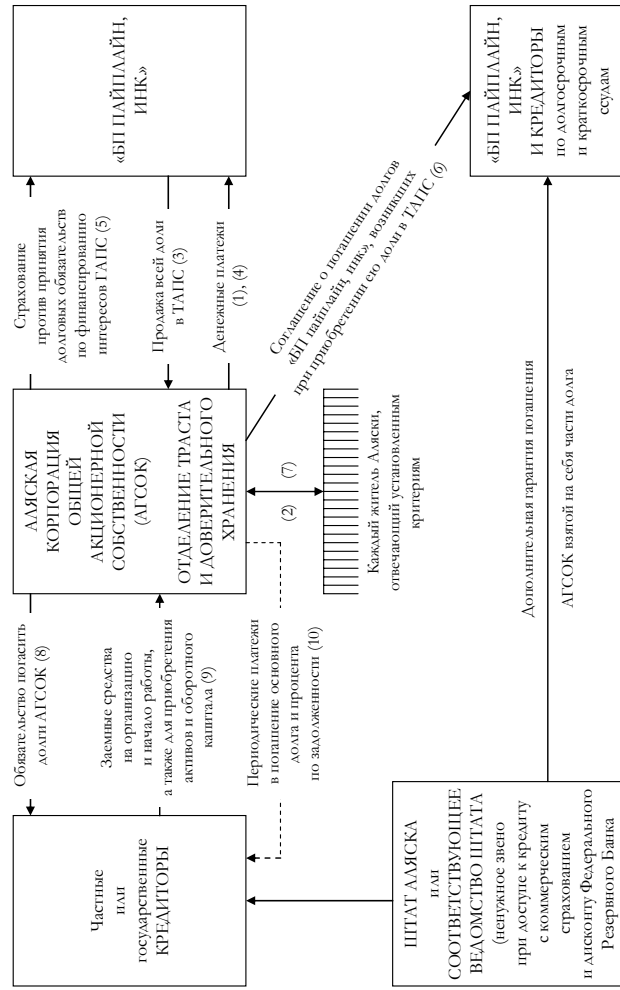 Частные
или
государственные
КРЕДИТОРЫ
Обязательство погасить
долги АГСОК (8)
Заемные средства
на организацию
и начало работы,
а также для приобретения
активов и оборотного
капитала (9)
Периодические платежи
в погашение основного
долга и процента
по задолженности (10)
АЛЯСКАЯ
КОРПОРАЦИЯ
ОБЩЕЙ
АКЦИОНЕРНОЙ
СОБСТВЕННОСТИ
(АГСОК)
ОТДЕЛЕНИЕ ТРАСТА
И ДОВЕРИТЕЛЬНОГО
ХРАНЕНИЯ
Страхование
против принятия
долговых обязательств
по финансированию
интересов ГАПС (5)
Продажа всей доли
в ТАПС (3)
Денежные платежи
(1), (4)
«БП ПАЙПЛАЙН,
ИНК»
(2) (7)
Каждый житель Аляски,
отвечающий установленным
критериям
Соглашение о погашении долгов
«БП пайплайн, инк», возникших
при приобретении ею доли в ТАПС (6)
ШТАТ АЛЯСКА
или
СООТВЕТСТВУЮЩЕЕ
ВЕДОМСТВО ШТАТА
(ненужное звено
при доступе к кредиту
с коммерческим
страхованием
и дисконту Федерального
Резервного Банка
Дополнительная гарантия погашения
АГСОК взятой на себя части долга
«БП ПАЙПЛАЙН,
ИНК»
И КРЕДИТОРЫ
по долгосрочным
и краткосрочным
ссудам